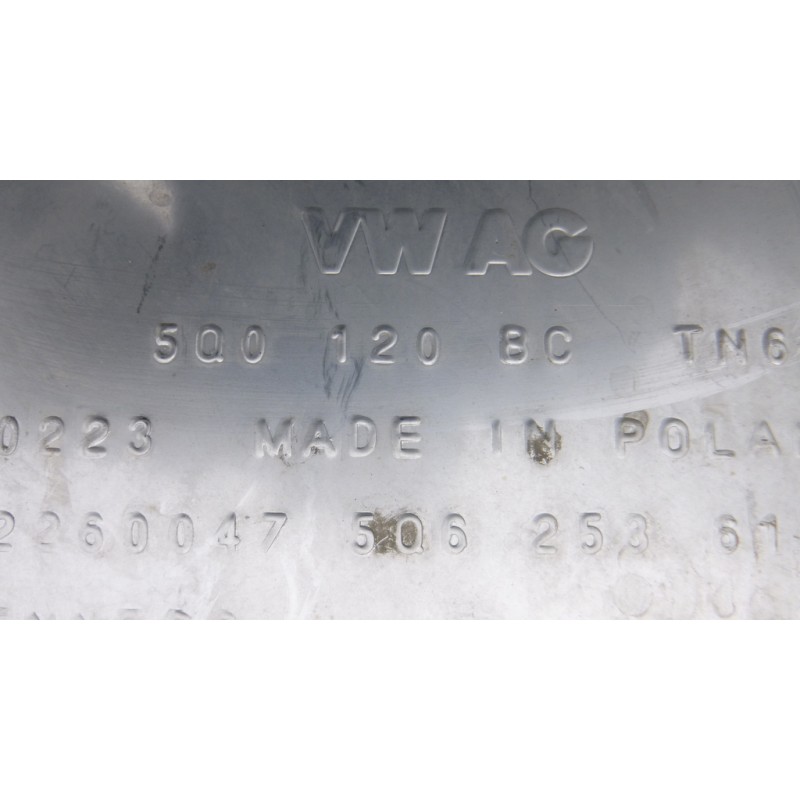 VW AG
5Q0 120 BC TN6
0223 MADE IN POLA
2260047 5Q6 253 61